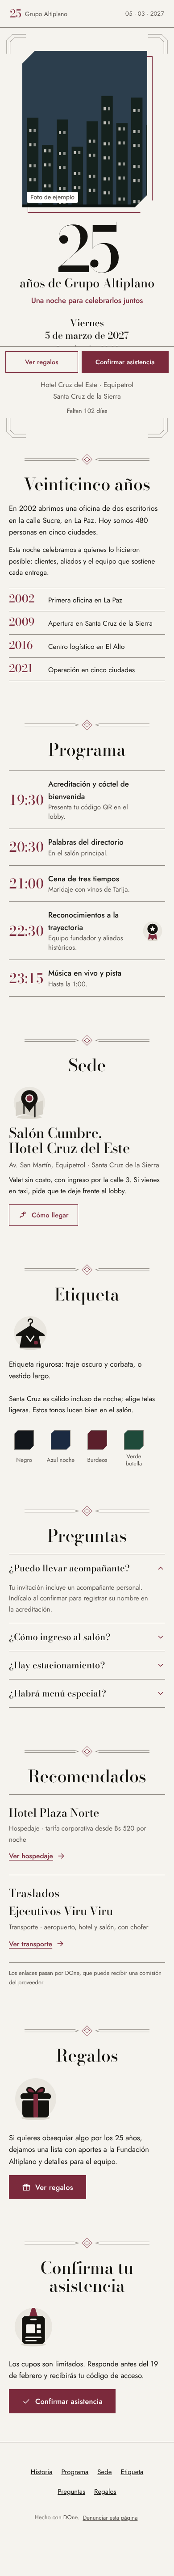 25 Grupo Altiplano
05 · 03 · 2027
Foto de ejemplo
25
años de Grupo Altiplano
Una noche para celebrarlos juntos
Viernes
5 de marzo de 2027
Ver regalos
Confirmar asistencia
Hotel Cruz del Este · Equipetrol
Santa Cruz de la Sierra
Faltan 102 días
Veinticinco años
En 2002 abrimos una oficina de dos escritorios
en la calle Sucre, en La Paz. Hoy somos 480
personas en cinco ciudades.
Esta noche celebramos a quienes lo hicieron
posible: clientes, aliados y el equipo que sostiene
cada entrega.
2002 Primera oficina en La Paz
2009 Apertura en Santa Cruz de la Sierra
2016 Centro logístico en El Alto
2021 Operación en cinco ciudades
Programa
19:30
Acreditación y cóctel de
bienvenida
Presenta tu código QR en el
lobby.
20:30
Palabras del directorio
En el salón principal.
21:00
Cena de tres tiempos
Maridaje con vinos de Tarija.
22:30
Reconocimientos a la
trayectoria
Equipo fundador y aliados
históricos.
23:15
Música en vivo y pista
Hasta la 1:00.
Sede
Salón Cumbre,
Hotel Cruz del Este
Av. San Martín, Equipetrol · Santa Cruz de la Sierra
Valet sin costo, con ingreso por la calle 3. Si vienes
en taxi, pide que te deje frente al lobby.
Cómo llegar
Etiqueta
Etiqueta rigurosa: traje oscuro y corbata, o
vestido largo.
Santa Cruz es cálido incluso de noche; elige telas
ligeras. Estos tonos lucen bien en el salón.
Negro
Azul noche
Burdeos
Verde
botella
Preguntas
¿Puedo llevar acompañante?
Tu invitación incluye un acompañante personal.
Indícalo al confirmar para registrar su nombre en
la acreditación.
¿Cómo ingreso al salón?
¿Hay estacionamiento?
¿Habrá menú especial?
Recomendados
Hotel Plaza Norte
Hospedaje · tarifa corporativa desde Bs 520 por
noche
Ver hospedaje
Traslados
Ejecutivos Viru Viru
Transporte · aeropuerto, hotel y salón, con chofer
Ver transporte
Los enlaces pasan por DOne, que puede recibir una comisión
del proveedor.
Regalos
Si quieres obsequiar algo por los 25 años,
dejamos una lista con aportes a la Fundación
Altiplano y detalles para el equipo.
Ver regalos
Confirma tu
asistencia
Los cupos son limitados. Responde antes del 19
de febrero y recibirás tu código de acceso.
Confirmar asistencia
Historia Programa Sede Etiqueta
Preguntas Regalos
Hecho con DOne. Denunciar esta página